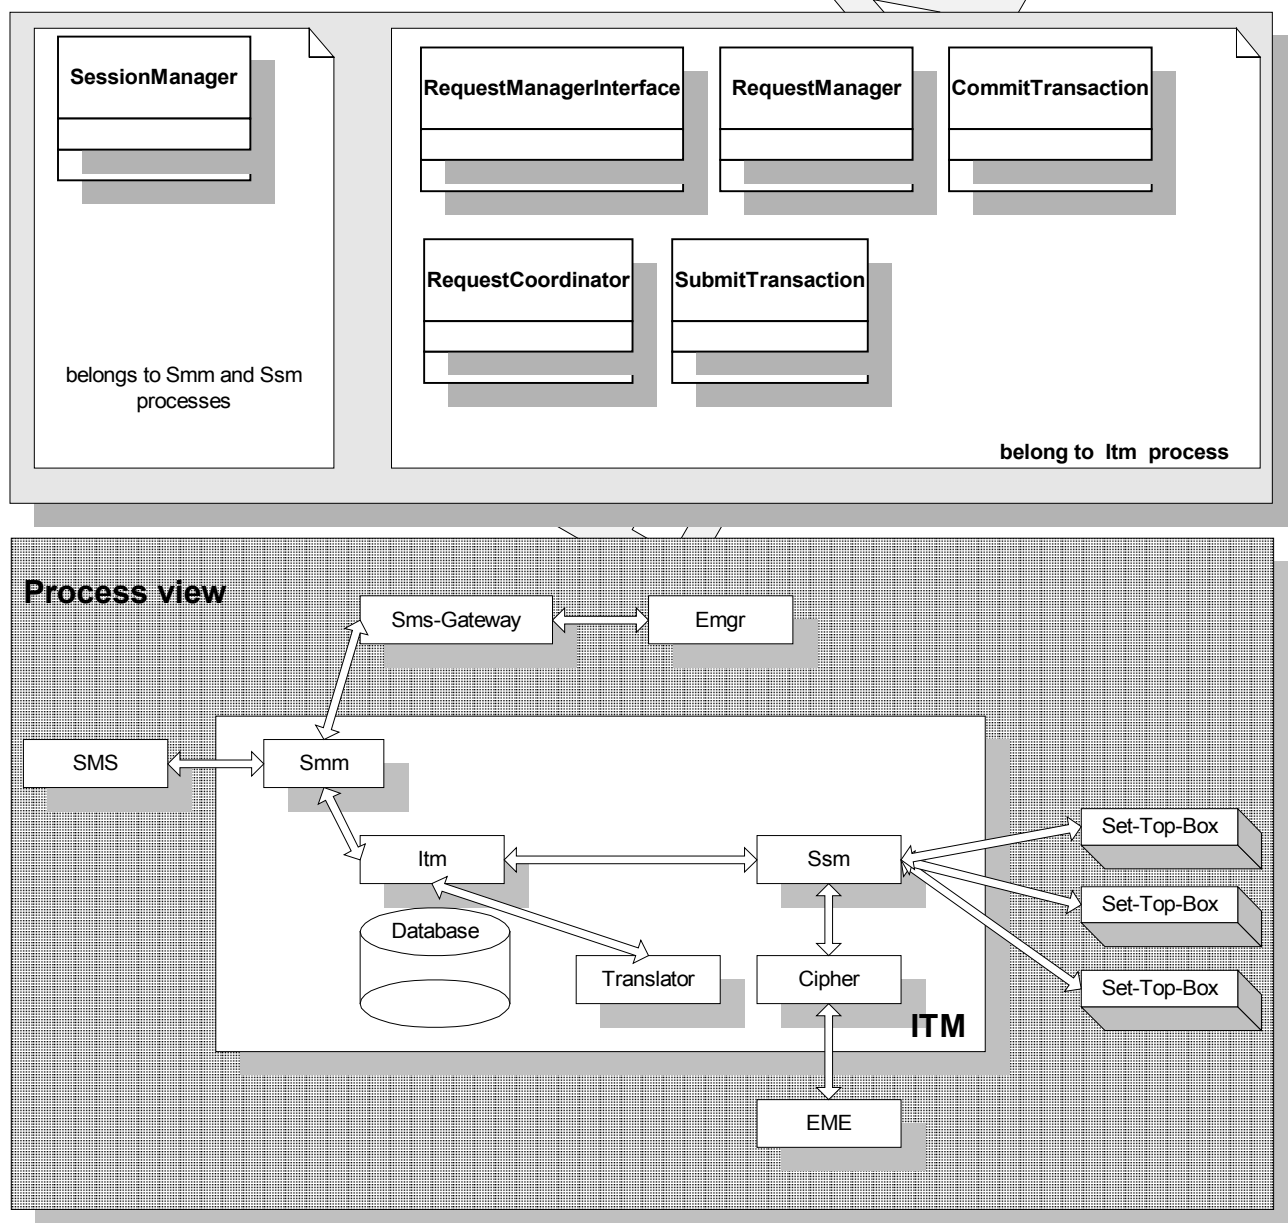 SessionManager
RequestManagerInterface
RequestManager
CommitTransaction
RequestCoordinator
SubmitTransaction
belongs to Smm and Ssm
processes
belong to Itm process
Process view
Sms-Gateway
Emgr
SMS
Smm
Itm
Ssm
Set-Top-Box
Set-Top-Box
Set-Top-Box
Database
Translator
Cipher
ITM
EME